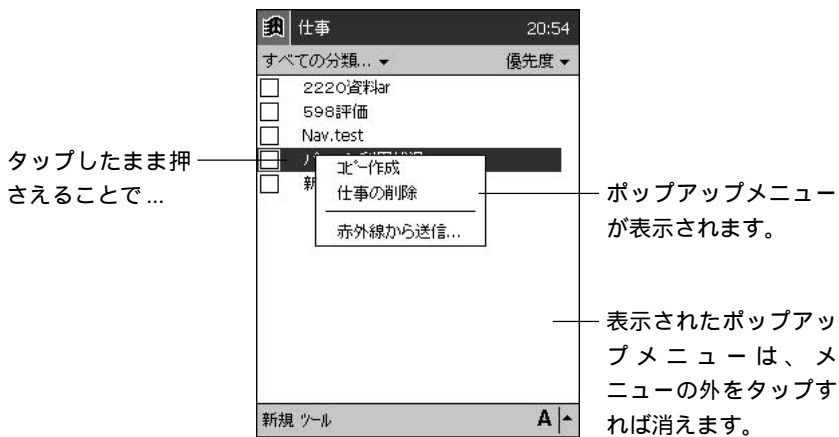 仕事 20:54
すべての分類... 優先度
2220資料ar
598評価
Nav.test
新
コピー作成
仕事の削除
赤外線から送信...
新規 ツール A
タップしたまま押
さえることで...
ポップアップメニュー
が表示されます。
表示されたポップアッ
プメニューは、メ
ニューの外をタップす
れば消えます。